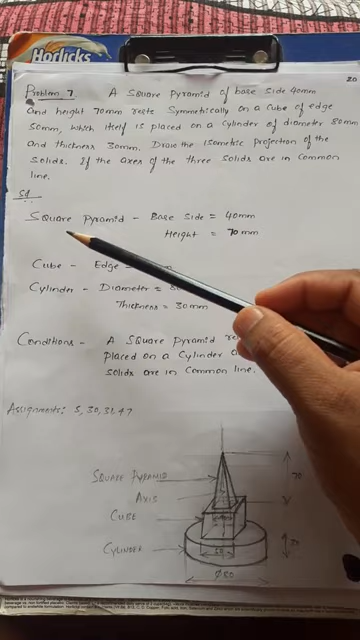 Horlicks
20
Problem 7 A Square Pyramid of base side 40mm
and height 70mm rests Symmetrically on a Cube of edge
50mm, which itself is placed on a Cylinder of diameter 80mm
and thickness 30mm. Draw the isometric projection of the
Solids. If the axes of the three solids are in Common
line.
Sol
Square Pyramid - Base side = 40mm
Height = 70mm
Cube - Edge -
Cylinder - Diameter =
Thickness = 30mm
Conditions - A Square Pyramid
placed on a Cylinder
solids are in Common line.
Assignments: 5, 30, 31, 47
SQUARE PYRAMID
70
AXIS
CUBE
CYLINDER
30
50
Φ80